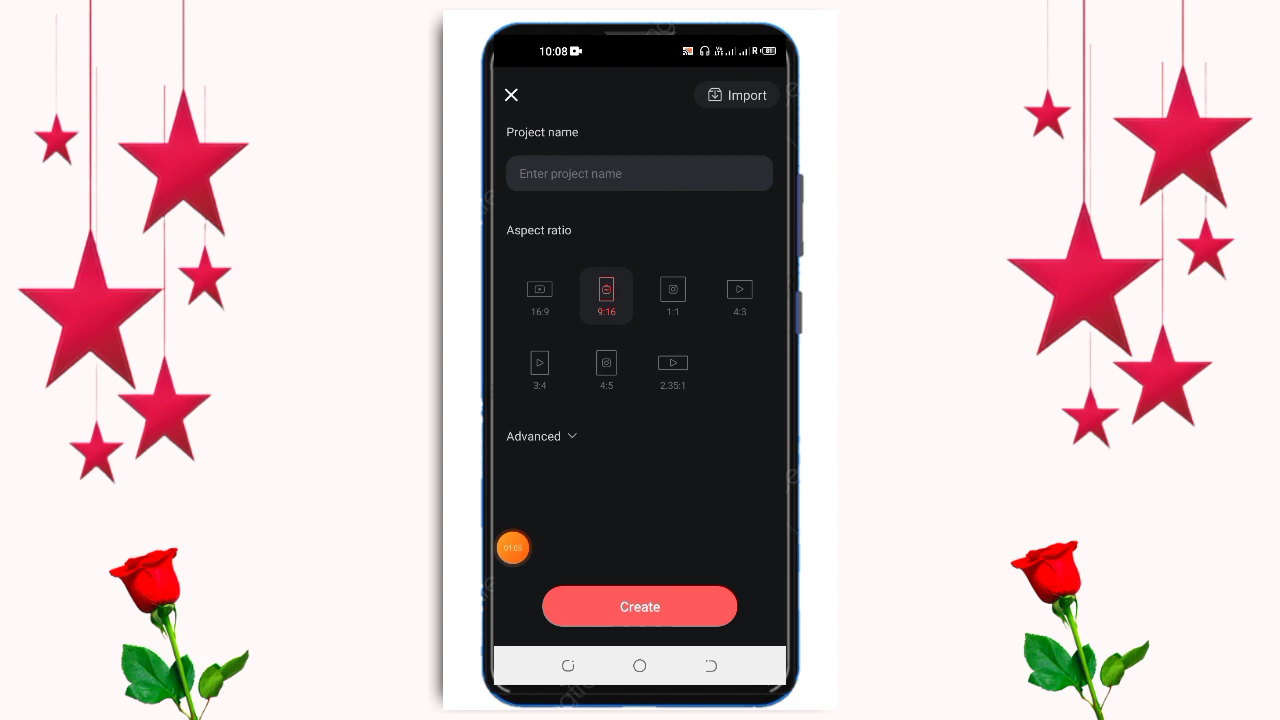 10:08
R 81
Import
Project name
Enter project name
Aspect ratio
16:9
9:16
1:1
4:3
3:4
4:5
2.35:1
Advanced
01:05
Create